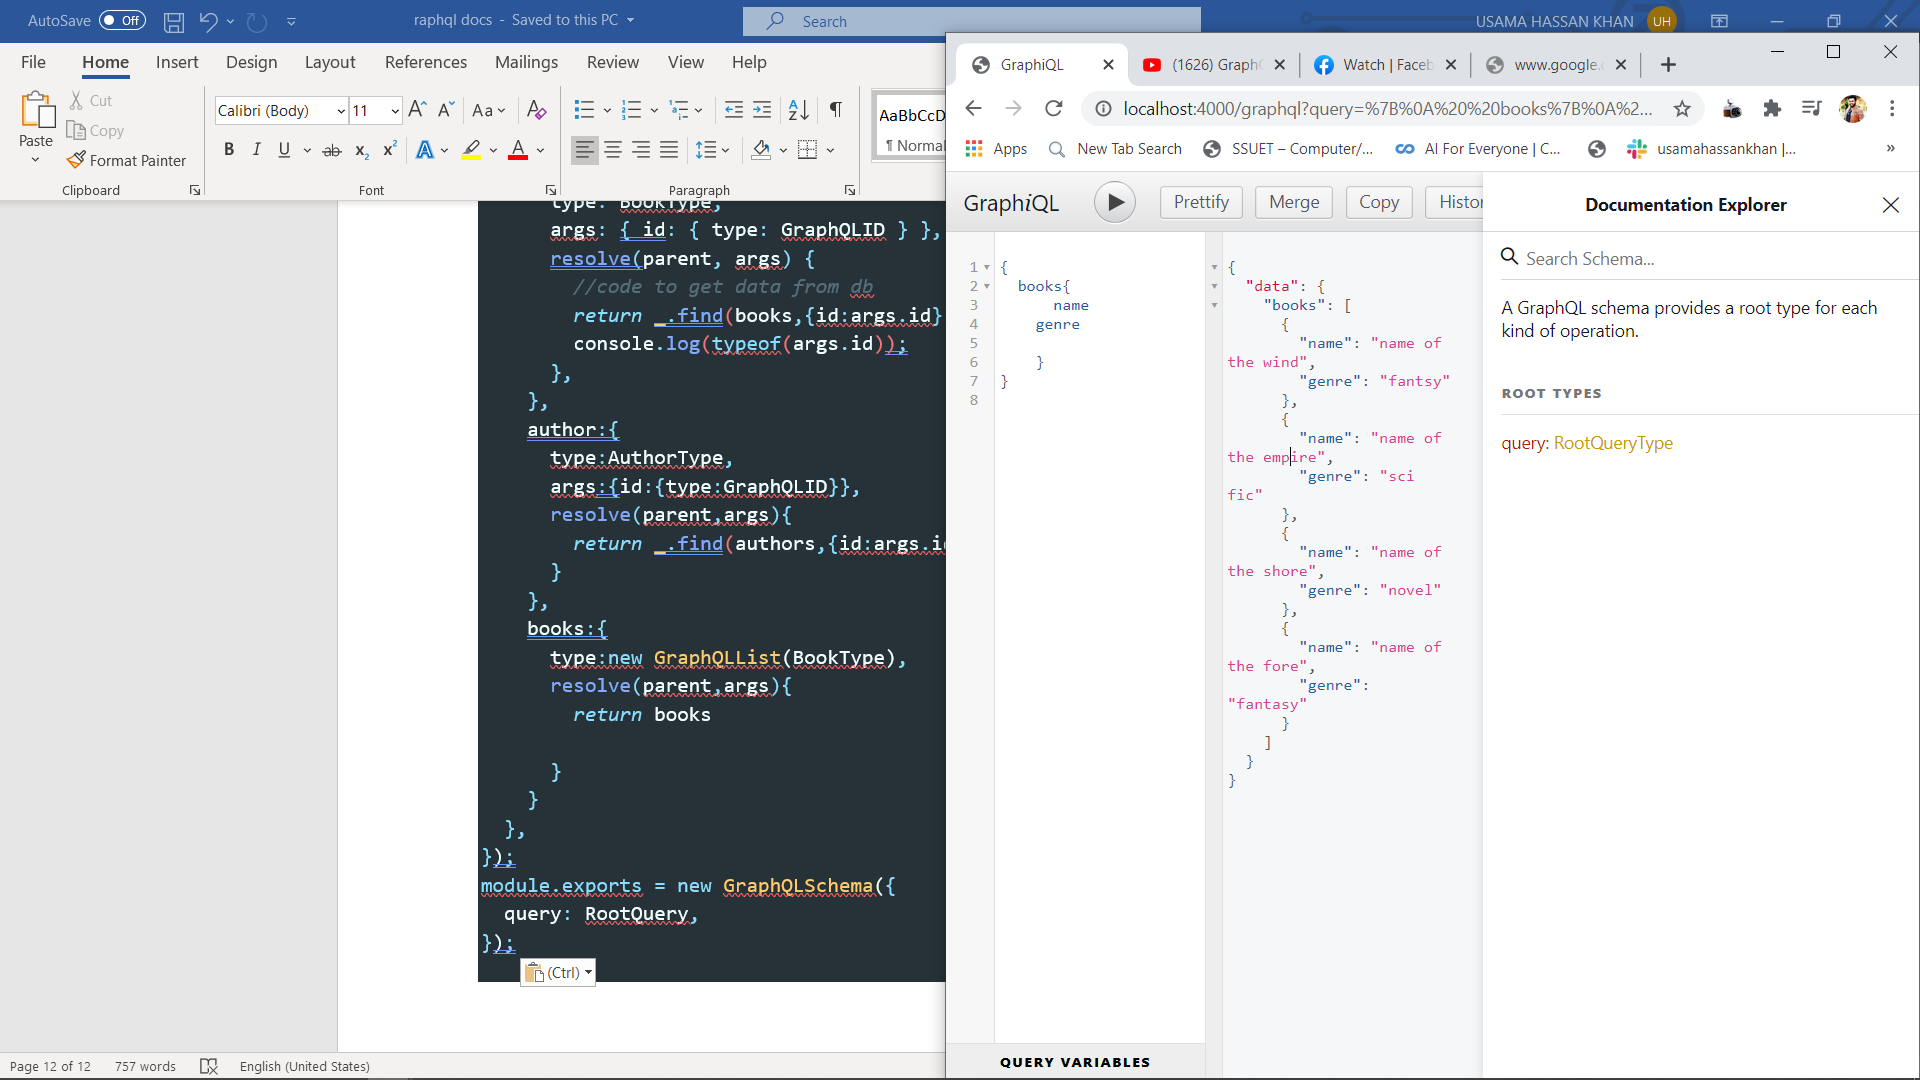 AutoSave Off
raphql docs - Saved to this PC
Search
USAMA HASSAN KHAN UH
File Home Insert Design Layout References Mailings Review View Help
Paste
Cut
Copy
Format Painter
Clipboard
Calibri (Body) 11
Aa
B I U ab x₂ x² A A
Font
Paragraph
AaBbCcD
¶ Normal
type: BookType,
args: { id: { type: GraphQLID } },
resolve(parent, args) {
//code to get data from db
return _.find(books,{id:args.id}
console.log(typeof(args.id));
},
},
author:{
type:AuthorType,
args:{id:{type:GraphQLID}},
resolve(parent,args){
return _.find(authors,{id:args.i
}
},
books:{
type:new GraphQLList(BookType),
resolve(parent,args){
return books
}
}
},
});
module.exports = new GraphQLSchema({
query: RootQuery,
});
(Ctrl)
Page 12 of 12 757 words English (United States)
GraphiQL
(1626) GraphQ
Watch | Faceb
www.google.c
localhost:4000/graphql?query=%7B%0A%20%20books%7B%0A%2...
Apps New Tab Search SSUET – Computer/... AI For Everyone | C... usamahassankhan |... »
GraphiQL Prettify Merge Copy Histor
Documentation Explorer
1 {
2 books{
3 name
4 genre
5
6 }
7 }
8
{
"data": {
"books": [
{
"name": "name of
the wind",
"genre": "fantsy"
},
{
"name": "name of
the empire",
"genre": "sci
fic"
},
{
"name": "name of
the shore",
"genre": "novel"
},
{
"name": "name of
the fore",
"genre":
"fantasy"
}
]
}
}
QUERY VARIABLES
Search Schema...
A GraphQL schema provides a root type for each
kind of operation.
ROOT TYPES
query: RootQueryType